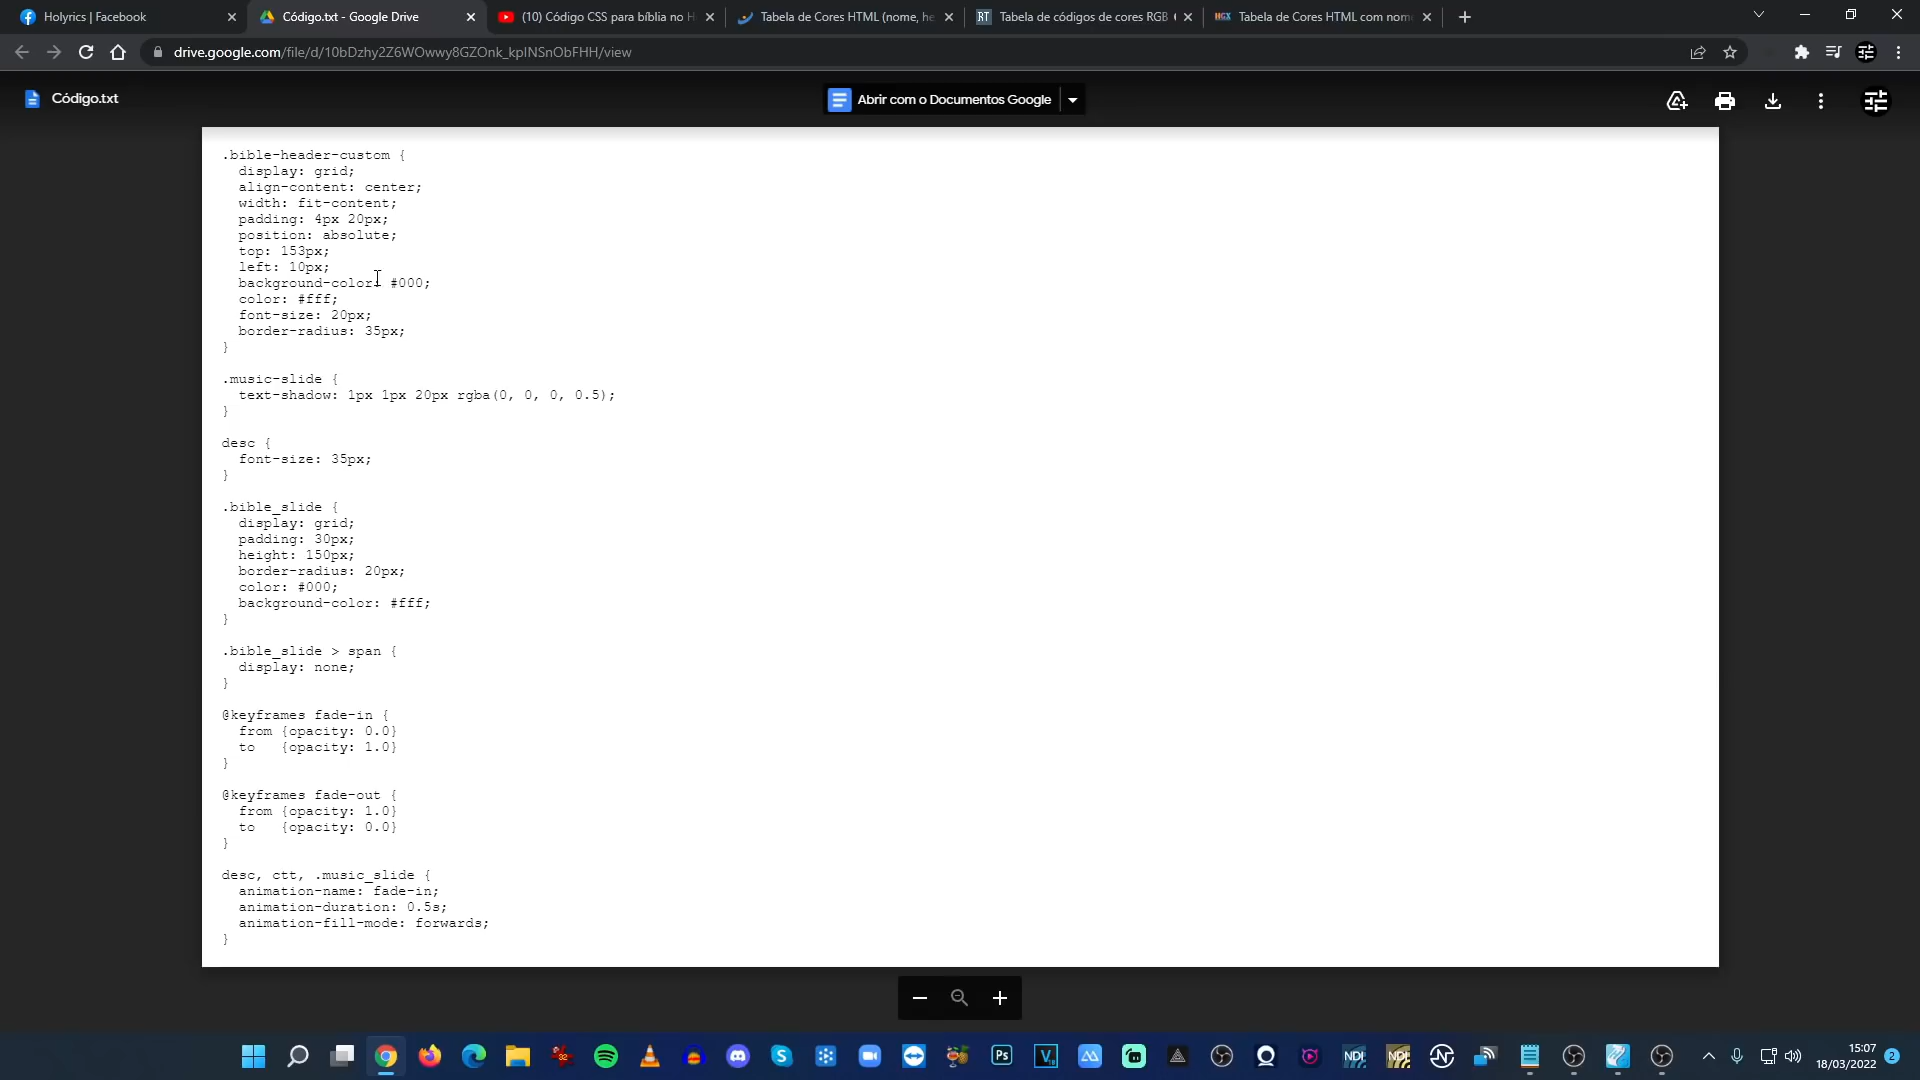 Holyrics | Facebook
Código.txt - Google Drive
(10) Código CSS para bíblia no H
Tabela de Cores HTML (nome, he
RT
Tabela de códigos de cores RGB
HGX
Tabela de Cores HTML com nom
drive.google.com/file/d/10bDzhy2Z6WOwwy8GZOnk_kpINSnObFHH/view
Código.txt
Abrir com o Documentos Google
.bible-header-custom {
display: grid;
align-content: center;
width: fit-content;
padding: 4px 20px;
position: absolute;
top: 153px;
left: 10px;
background-color: #000;
color: #fff;
font-size: 20px;
border-radius: 35px;
}
.music-slide {
text-shadow: 1px 1px 20px rgba(0, 0, 0, 0.5);
}
desc {
font-size: 35px;
}
.bible_slide {
display: grid;
padding: 30px;
height: 150px;
border-radius: 20px;
color: #000;
background-color: #fff;
}
.bible_slide > span {
display: none;
}
@keyframes fade-in {
from {opacity: 0.0}
to   {opacity: 1.0}
}
@keyframes fade-out {
from {opacity: 1.0}
to   {opacity: 0.0}
}
desc, ctt, .music_slide {
animation-name: fade-in;
animation-duration: 0.5s;
animation-fill-mode: forwards;
}
Ps
NDI
NDI
15:07
18/03/2022
2